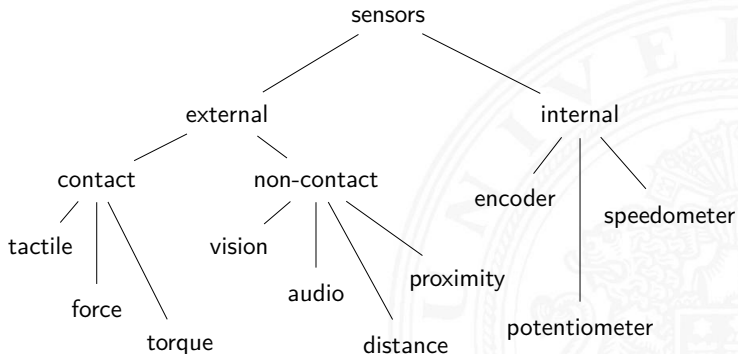 sensors
external
internal
contact
non-contact
encoder
speedometer
tactile
vision
proximity
audio
force
potentiometer
torque
distance